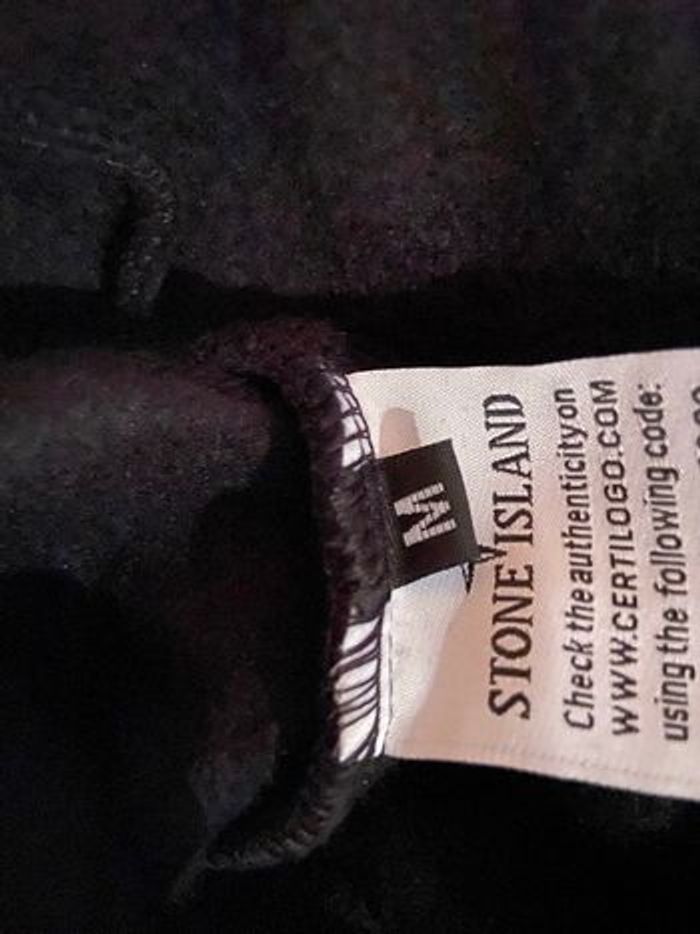 M
STONE ISLAND
Check the authenticity on
WWW.CERTILOGO.COM
using the following code: